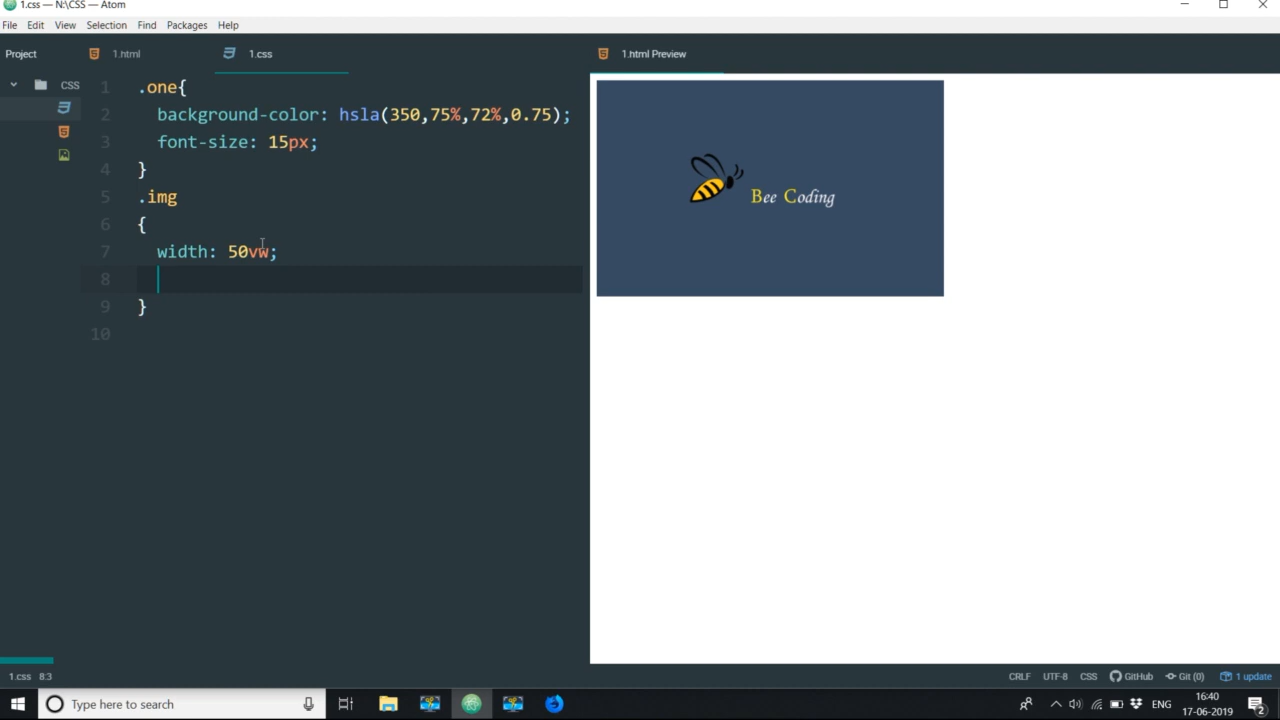 1.css — N:\CSS — Atom
File Edit View Selection Find Packages Help
Project 1.html 1.css 1.html Preview
CSS
1 .one{
2 background-color: hsla(350,75%,72%,0.75);
3 font-size: 15px;
4 }
5 .img
6 {
7 width: 50vw;
8
9 }
10
Bee Coding
1.css 8:3 CRLF UTF-8 CSS GitHub Git (0) 1 update
Type here to search ENG 16:40
17-06-2019 2